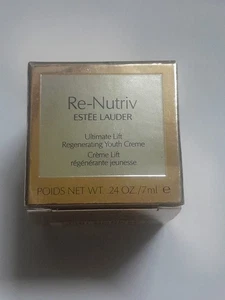 Re-Nutriv
ESTĒE LAUDER
Ultimate Lift
Regenerating Youth Creme
Crème Lift
régénérante jeunesse
POIDS NET WT. .24 OZ./7ml ℮